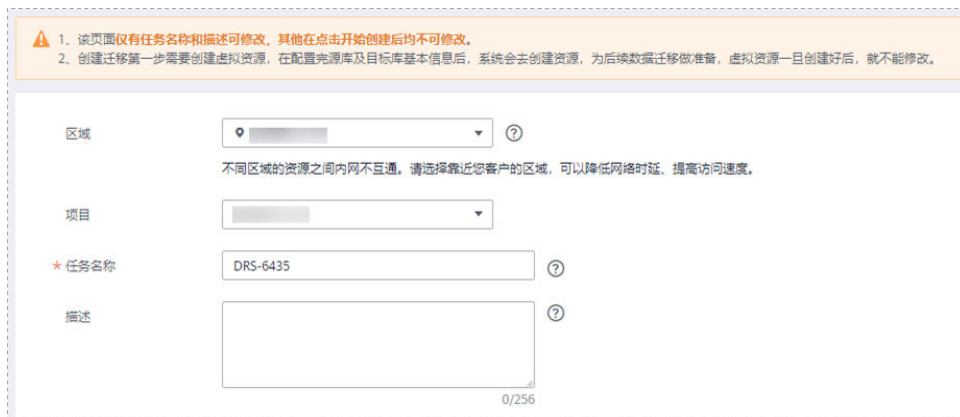 1、该页面仅有任务名称和描述可修改，其他在点击开始创建后均不可修改。
2、创建迁移第一步需要创建虚拟资源，在配置完源库及目标库基本信息后，系统会去创建资源，为后续数据迁移做准备，虚拟资源一旦创建好后，就不能修改。
区域
不同区域的资源之间内网不互通。请选择靠近您客户的区域，可以降低网络时延、提高访问速度。
项目
* 任务名称 DRS-6435
描述
0/256